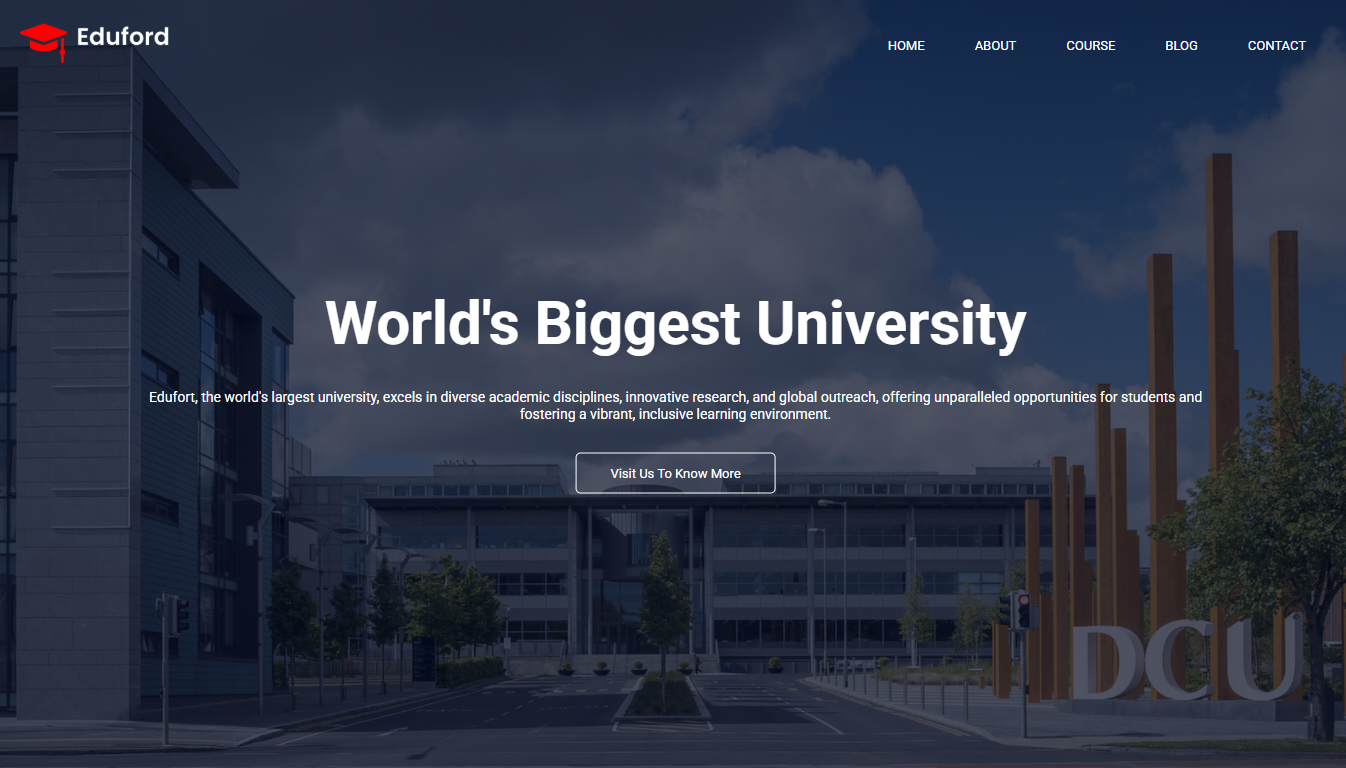 Eduford
HOME ABOUT COURSE BLOG CONTACT
World's Biggest University
Edufort, the world's largest university, excels in diverse academic disciplines, innovative research, and global outreach, offering unparalleled opportunities for students and
fostering a vibrant, inclusive learning environment.
Visit Us To Know More
DCU